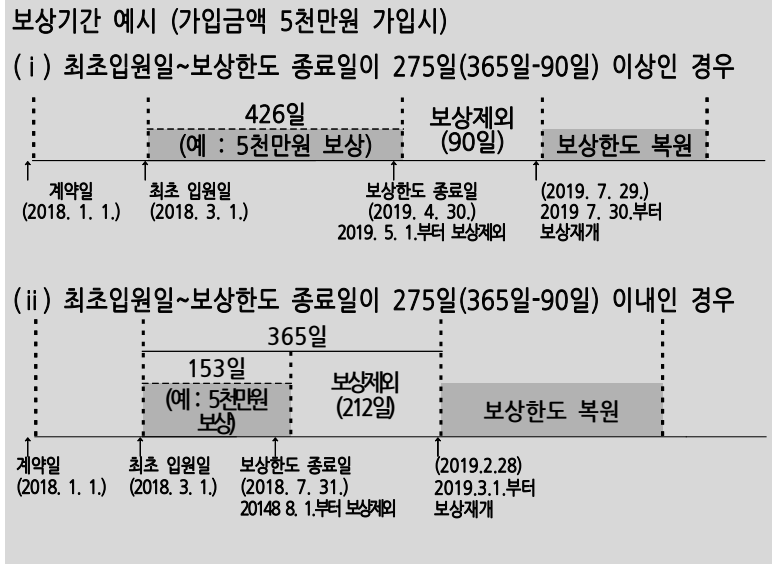 보상기간 예시 (가입금액 5천만원 가입시)
(ⅰ) 최초입원일~보상한도 종료일이 275일(365일-90일) 이상인 경우
426일
(예 : 5천만원 보상)
보상제외
(90일)
보상한도 복원
계약일
(2018. 1. 1.)
최초 입원일
(2018. 3. 1.)
보상한도 종료일
(2019. 4. 30.)
2019. 5. 1.부터 보상제외
(2019. 7. 29.)
2019 7. 30.부터
보상재개
(ⅱ) 최초입원일~보상한도 종료일이 275일(365일-90일) 이내인 경우
365일
153일
(예 : 5천만원
보상)
보상제외
(212일)
보상한도 복원
계약일
(2018. 1. 1.)
최초 입원일
(2018. 3. 1.)
보상한도 종료일
(2018. 7. 31.)
20148 8. 1.부터 보상제외
(2019.2.28)
2019.3.1.부터
보상재개